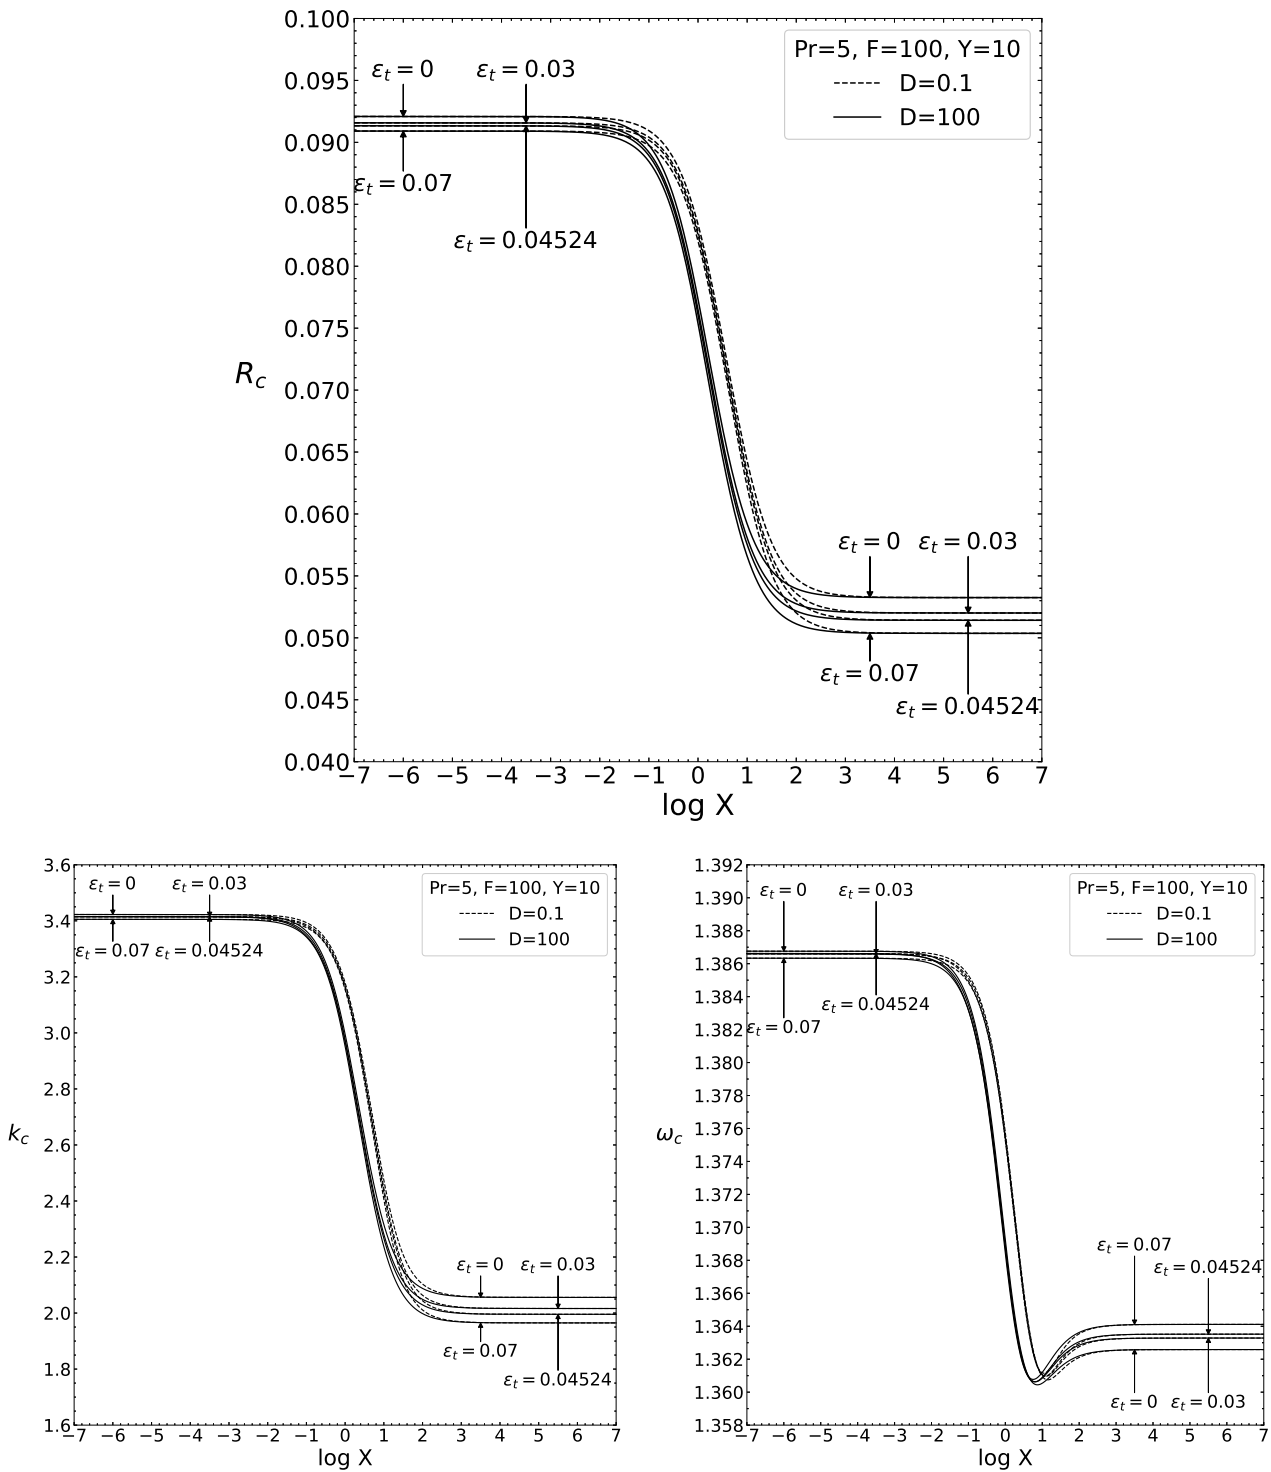 0.100
0.095
0.090
0.085
0.080
0.075
0.070
0.065
0.060
0.055
0.050
0.045
0.040
R_c
ε_t = 0
ε_t = 0.03
ε_t = 0.07
ε_t = 0.04524
Pr=5, F=100, Y=10
D=0.1
D=100
ε_t = 0
ε_t = 0.03
ε_t = 0.07
ε_t = 0.04524
−7 −6 −5 −4 −3 −2 −1 0 1 2 3 4 5 6 7
log X
3.6
3.4
3.2
3.0
2.8
2.6
2.4
2.2
2.0
1.8
1.6
k_c
ε_t = 0
ε_t = 0.03
ε_t = 0.07
ε_t = 0.04524
Pr=5, F=100, Y=10
D=0.1
D=100
ε_t = 0
ε_t = 0.03
ε_t = 0.07
ε_t = 0.04524
−7 −6 −5 −4 −3 −2 −1 0 1 2 3 4 5 6 7
log X
1.392
1.390
1.388
1.386
1.384
1.382
1.380
1.378
1.376
1.374
1.372
1.370
1.368
1.366
1.364
1.362
1.360
1.358
ω_c
ε_t = 0
ε_t = 0.03
ε_t = 0.04524
ε_t = 0.07
Pr=5, F=100, Y=10
D=0.1
D=100
ε_t = 0.07
ε_t = 0.04524
ε_t = 0
ε_t = 0.03
−7 −6 −5 −4 −3 −2 −1 0 1 2 3 4 5 6 7
log X